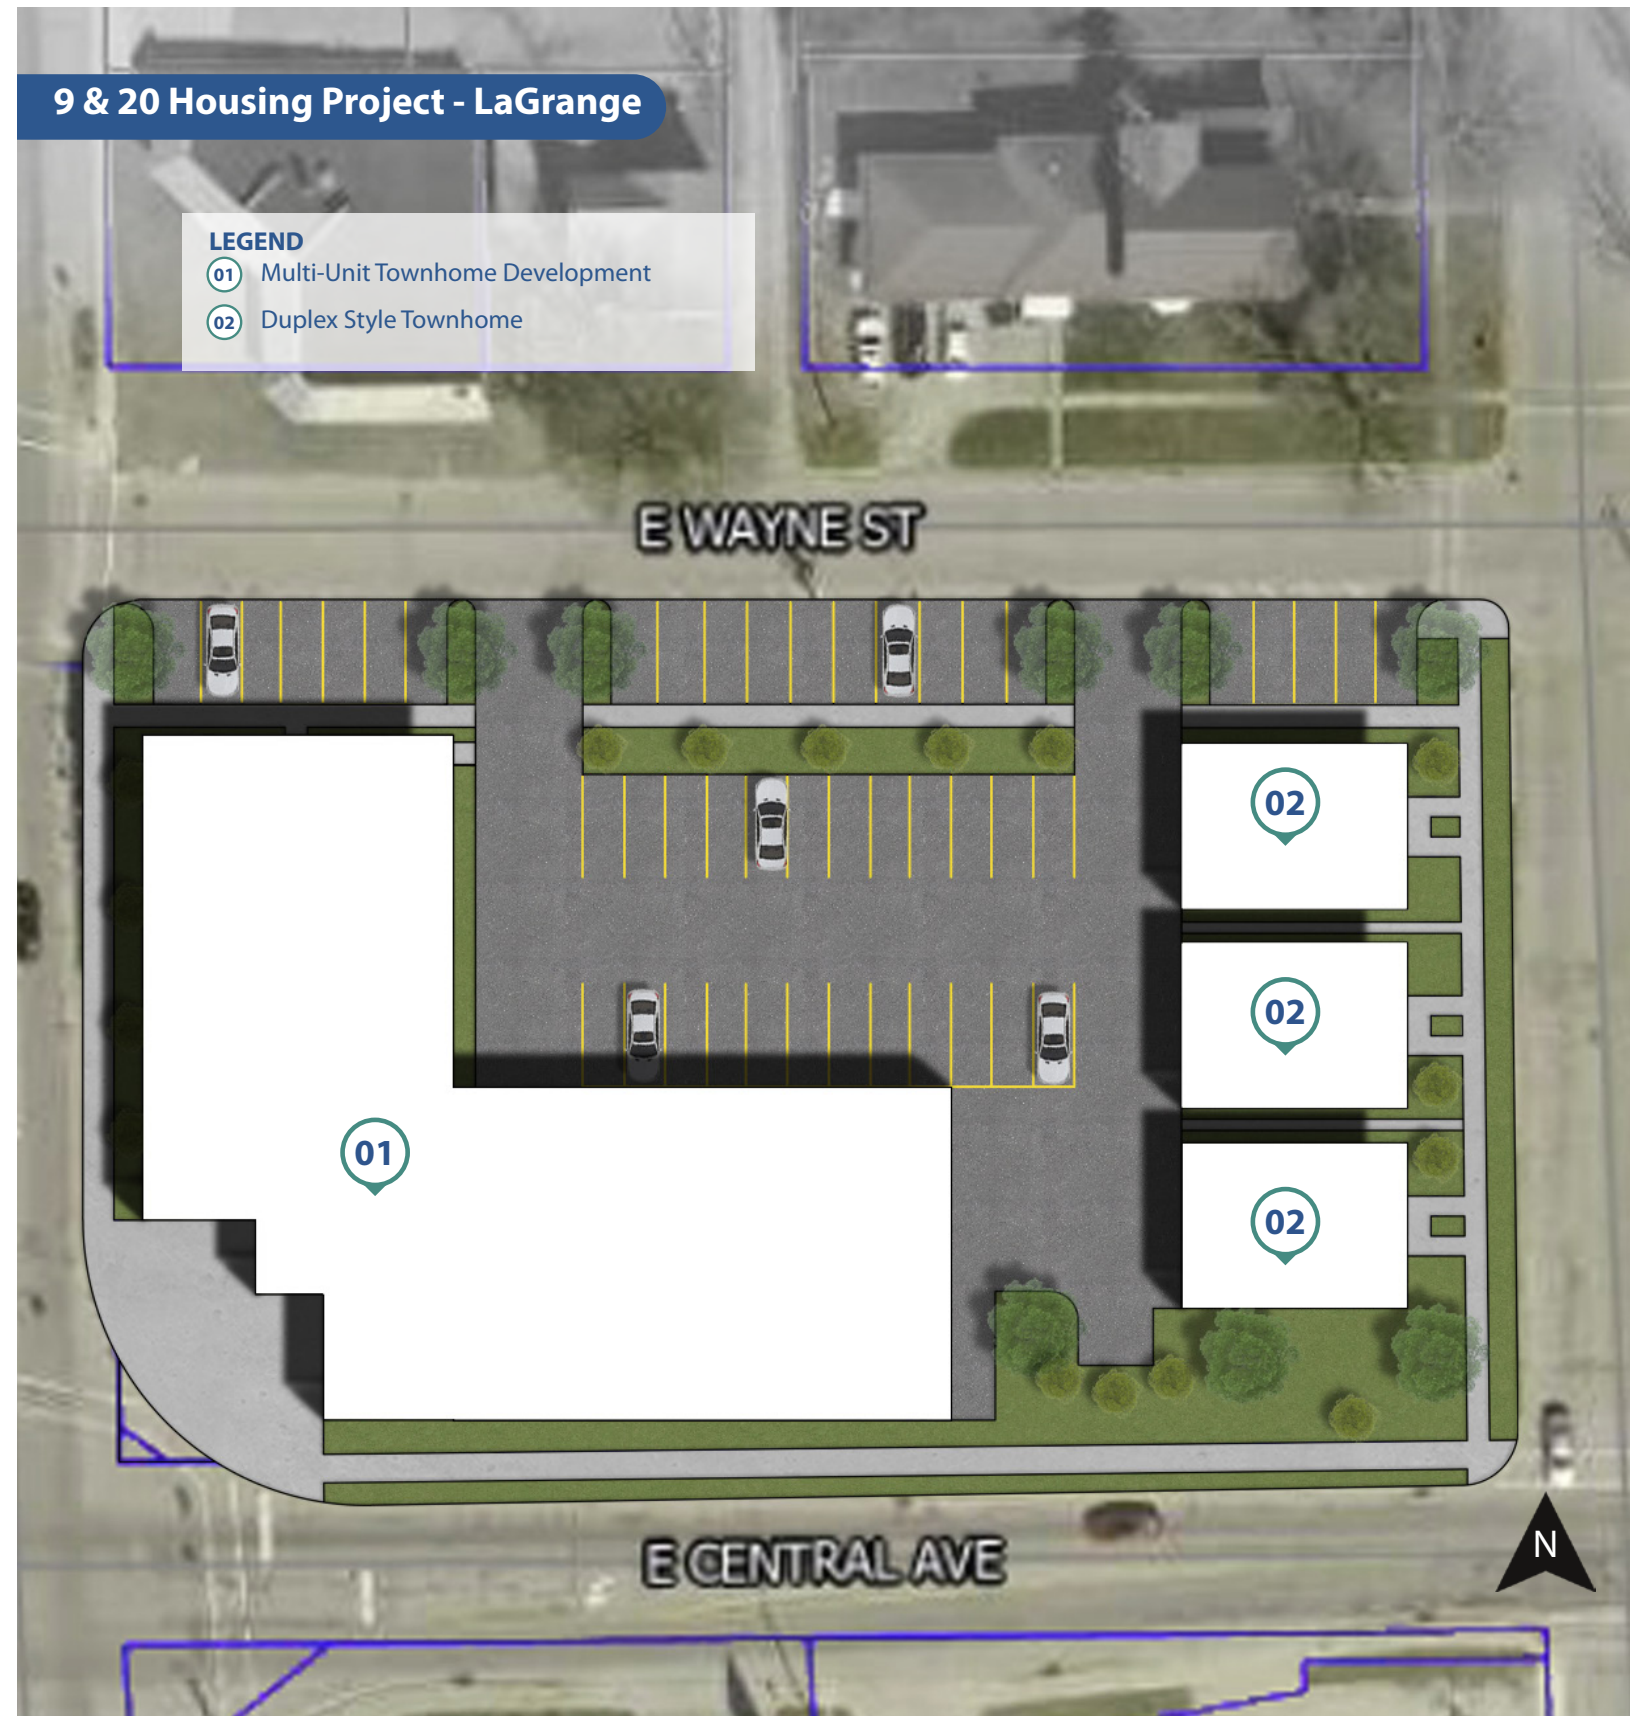 9 & 20 Housing Project - LaGrange
LEGEND
01 Multi-Unit Townhome Development
02 Duplex Style Townhome
E WAYNE ST
02
02
01
02
E CENTRAL AVE
N